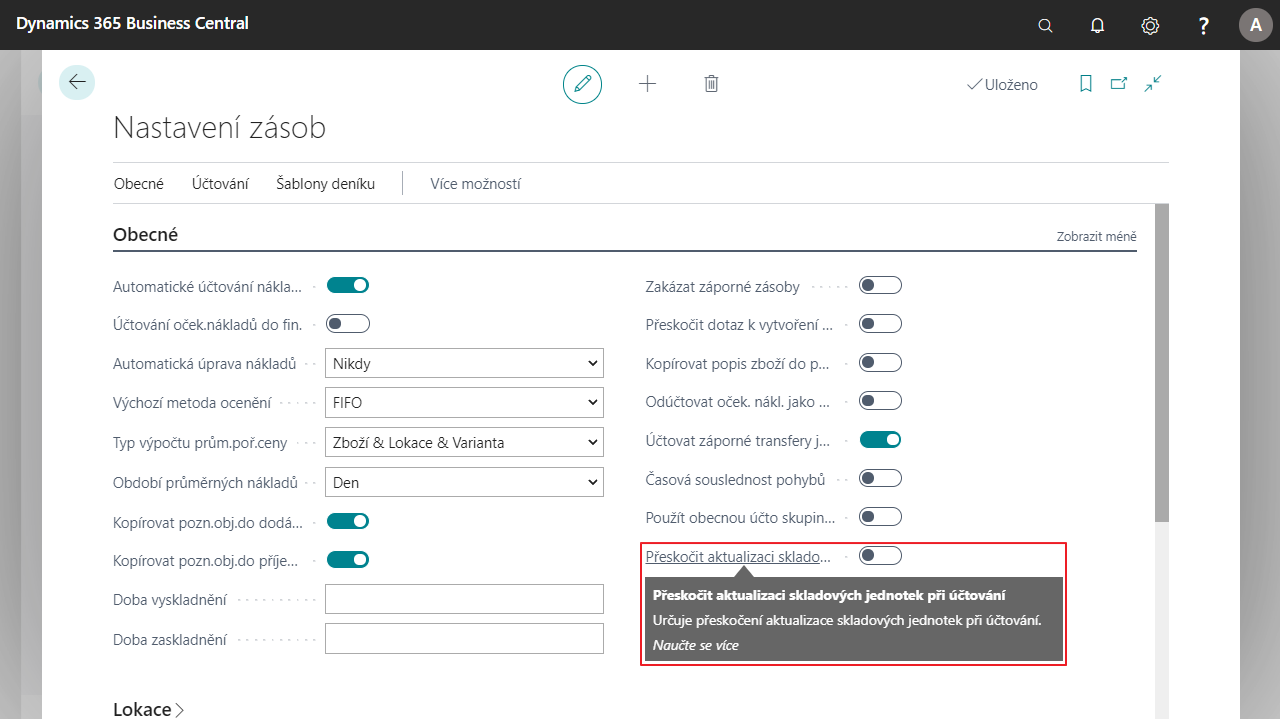 Dynamics 365 Business Central
?
A
Uloženo
Nastavení zásob
Obecné
Účtování
Šablony deníku
Více možností
Obecné
Zobrazit méně
Automatické účtování nákla...
Účtování oček.nákladů do fin.
Automatická úprava nákladů
Nikdy
Výchozí metoda ocenění
FIFO
Typ výpočtu prům.poř.ceny
Zboží & Lokace & Varianta
Období průměrných nákladů
Den
Kopírovat pozn.obj.do dodá...
Kopírovat pozn.obj.do příje...
Doba vyskladnění
Doba zaskladnění
Zakázat záporné zásoby
Přeskočit dotaz k vytvoření ...
Kopírovat popis zboží do p...
Odúčtovat oček. nákl. jako ...
Účtovat záporné transfery j...
Časová souslednost pohybů
Použít obecnou účto skupin...
Přeskočit aktualizaci sklado...
Přeskočit aktualizaci skladových jednotek při účtování
Určuje přeskočení aktualizace skladových jednotek při účtování.
Naučte se více
Lokace